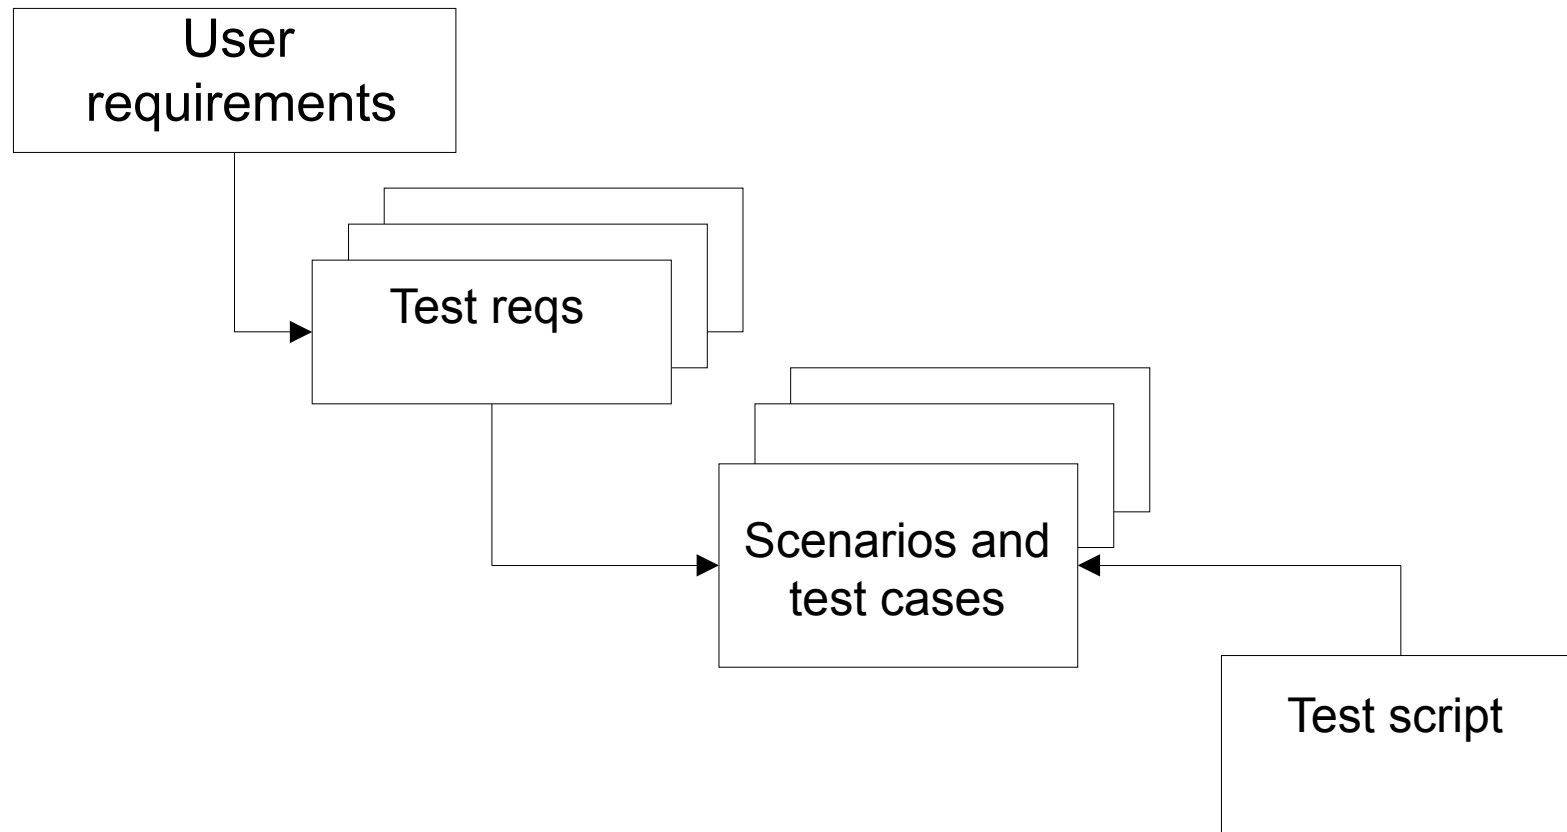 User
requirements
Test reqs
Scenarios and
test cases
Test script